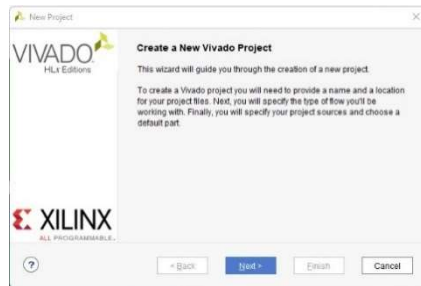 New Project
VIVADO
HLx Editions
Create a New Vivado Project
This wizard will guide you through the creation of a new project.
To create a Vivado project you will need to provide a name and a location
for your project files. Next, you will specify the type of flow you'll be
working with. Finally, you will specify your project sources and choose a
default part.
XILINX
ALL PROGRAMMABLE.
?
< Back
Next >
Finish
Cancel